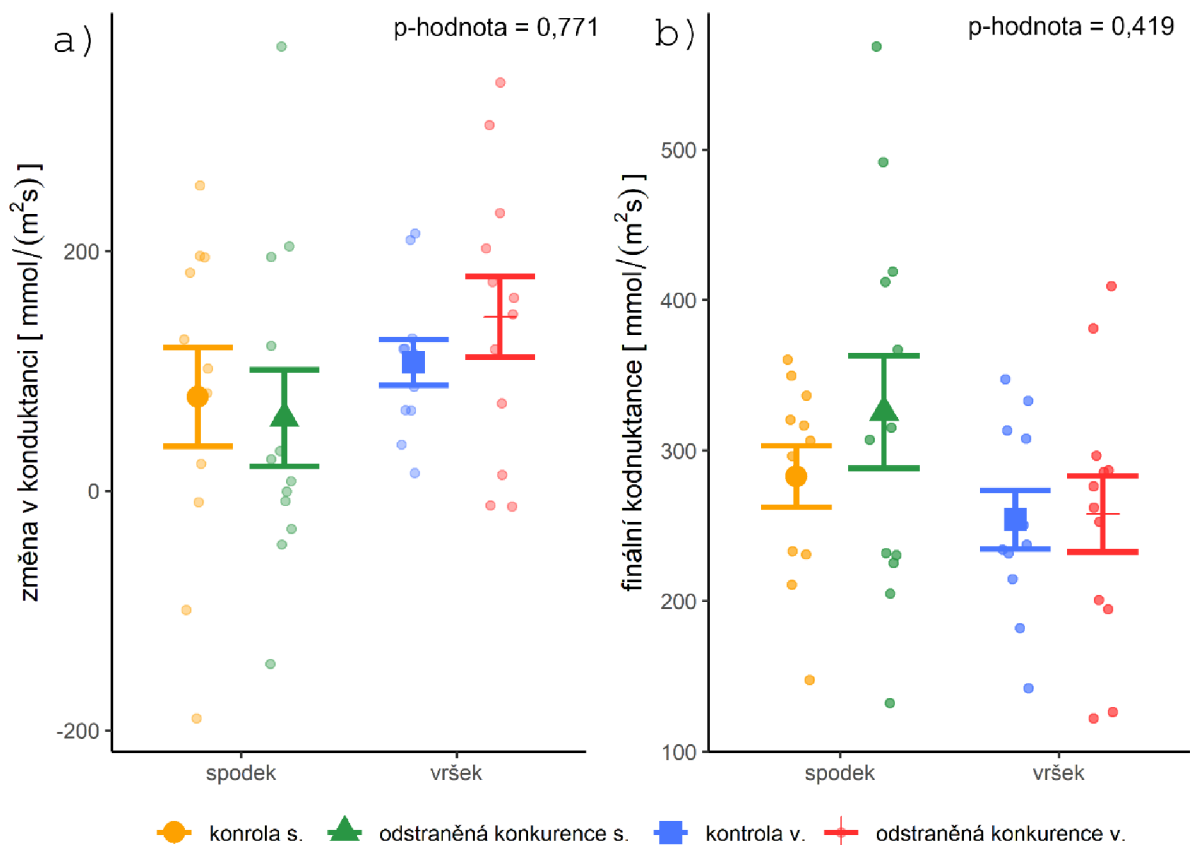 a)
p-hodnota = 0,771
změna v konduktanci [ mmol/(m²s) ]
200
0
-200
spodek
vršek
b)
p-hodnota = 0,419
finální kodnuktance [ mmol/(m²s) ]
500
400
300
200
100
spodek
vršek
konrola s.
odstraněná konkurence s.
kontrola v.
odstraněná konkurence v.